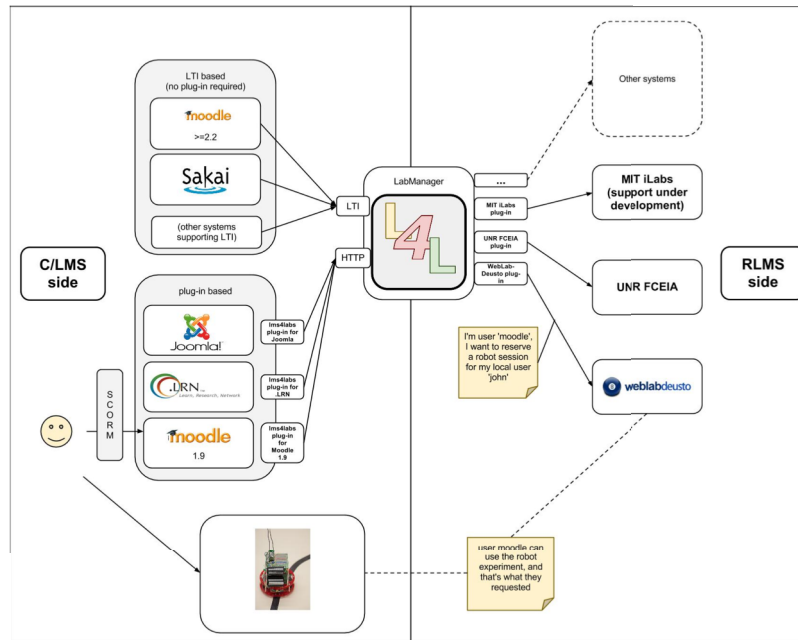 LTI based
(no plug-in required)
moodle
>=2.2
Sakai
(other systems
supporting LTI)
C/LMS
side
plug-in based
Joomla!
lms4labs
plug-in for
Joomla
.LRN
Learn, Research, Network
lms4labs
plug-in for
.LRN
SCORM
moodle
1.9
lms4labs
plug-in
for
Moodle
1.9
LabManager
LTI
HTTP
L4L
...
MIT iLabs
plug-in
UNR FCEIA
plug-in
WebLab-
Deusto plug-
in
Other systems
MIT iLabs
(support under
development)
UNR FCEIA
RLMS
side
weblabdeusto
I'm user 'moodle',
I want to reserve
a robot session
for my local user
'john'
user moodle can
use the robot
experiment, and
that's what they
requested